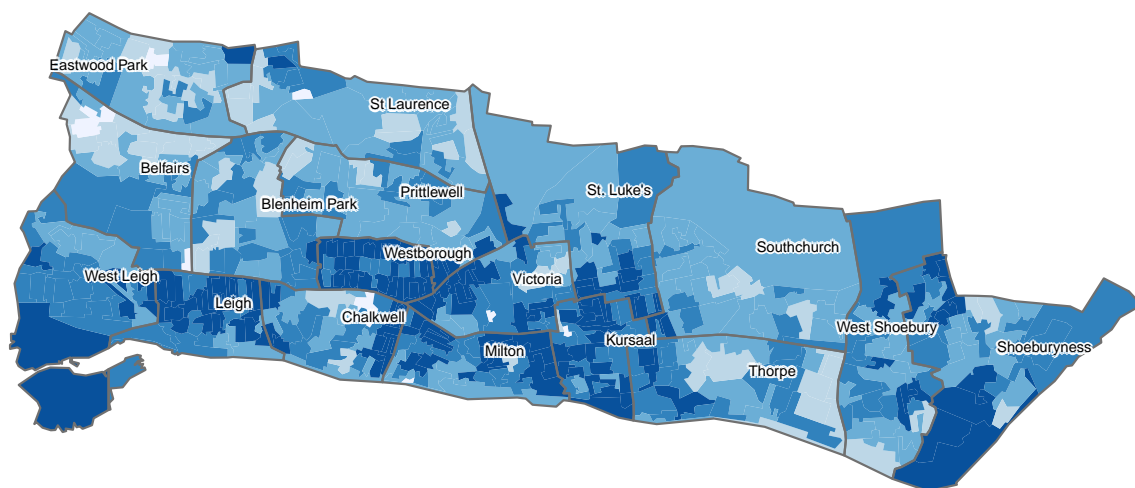 Eastwood Park
St Laurence
Belfairs
Prittlewell
St. Luke's
Blenheim Park
Southchurch
Westborough
West Leigh
Victoria
Leigh
Chalkwell
West Shoebury
Kursaal
Shoeburyness
Milton
Thorpe